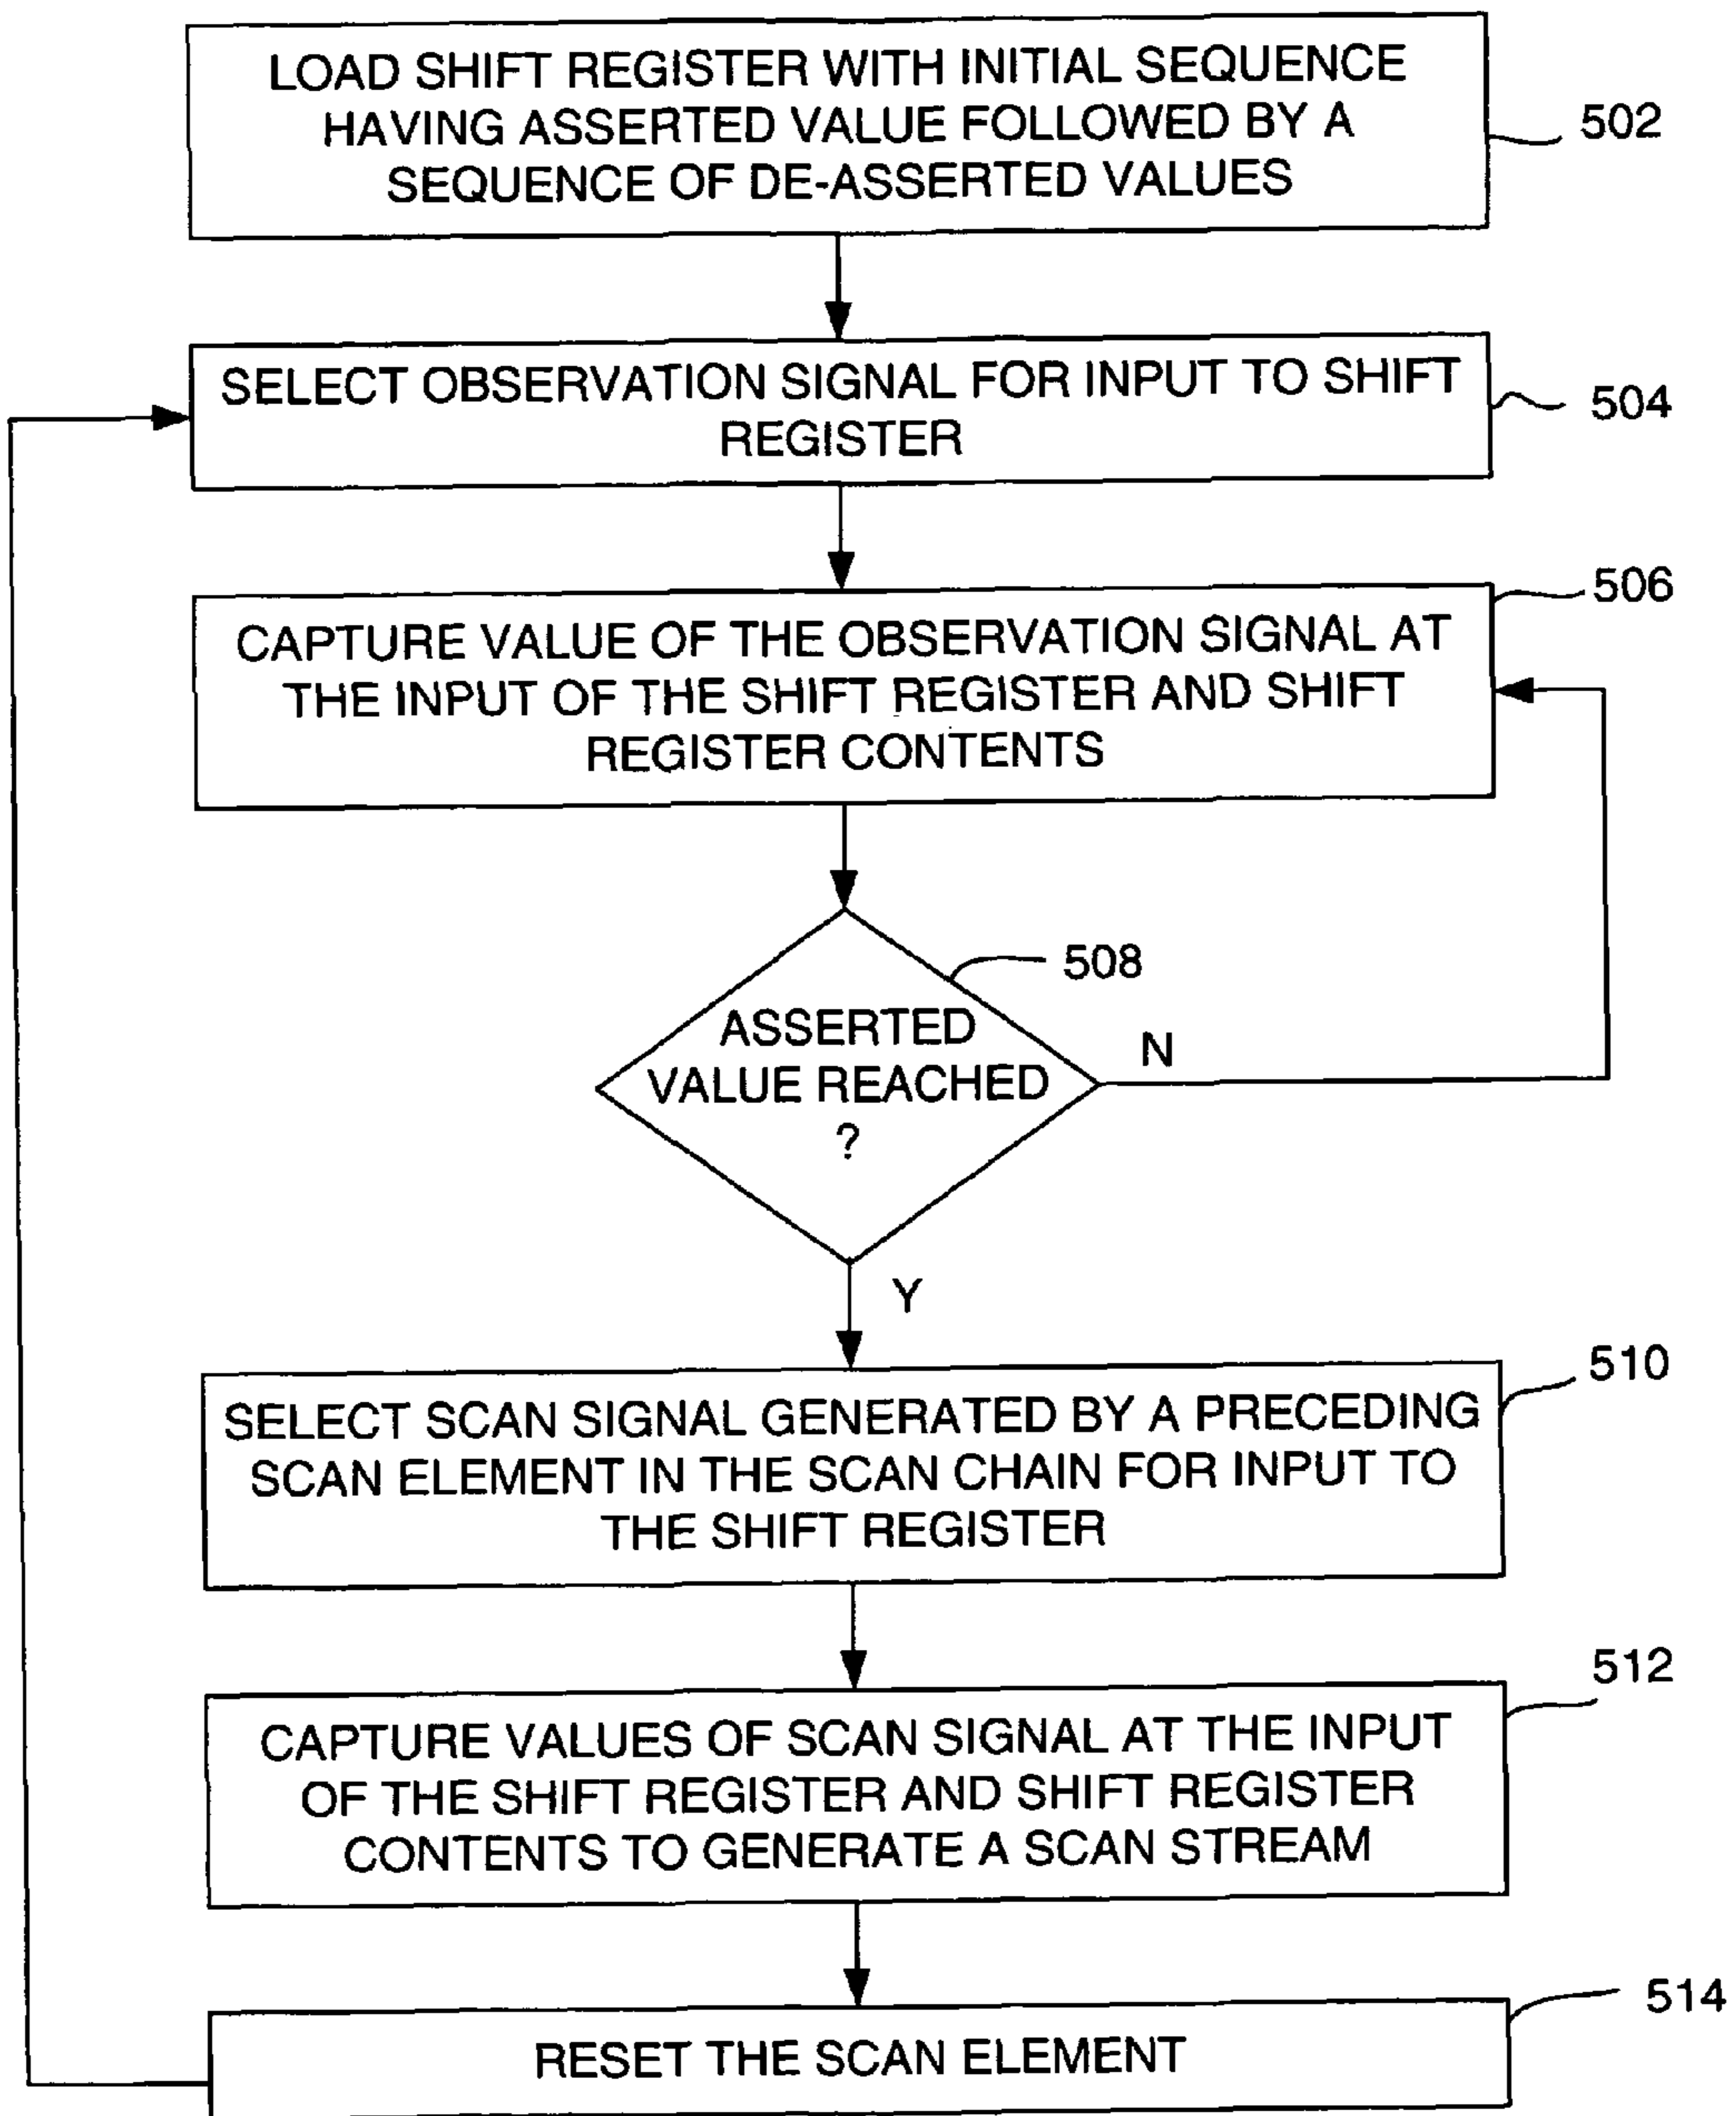 LOAD SHIFT REGISTER WITH INITIAL SEQUENCE
HAVING ASSERTED VALUE FOLLOWED BY A
SEQUENCE OF DE-ASSERTED VALUES
502
SELECT OBSERVATION SIGNAL FOR INPUT TO SHIFT
REGISTER
504
506
CAPTURE VALUE OF THE OBSERVATION SIGNAL AT
THE INPUT OF THE SHIFT REGISTER AND SHIFT
REGISTER CONTENTS
508
ASSERTED
VALUE REACHED
?
N
Y
510
SELECT SCAN SIGNAL GENERATED BY A PRECEDING
SCAN ELEMENT IN THE SCAN CHAIN FOR INPUT TO
THE SHIFT REGISTER
512
CAPTURE VALUES OF SCAN SIGNAL AT THE INPUT
OF THE SHIFT REGISTER AND SHIFT REGISTER
CONTENTS TO GENERATE A SCAN STREAM
514
RESET THE SCAN ELEMENT